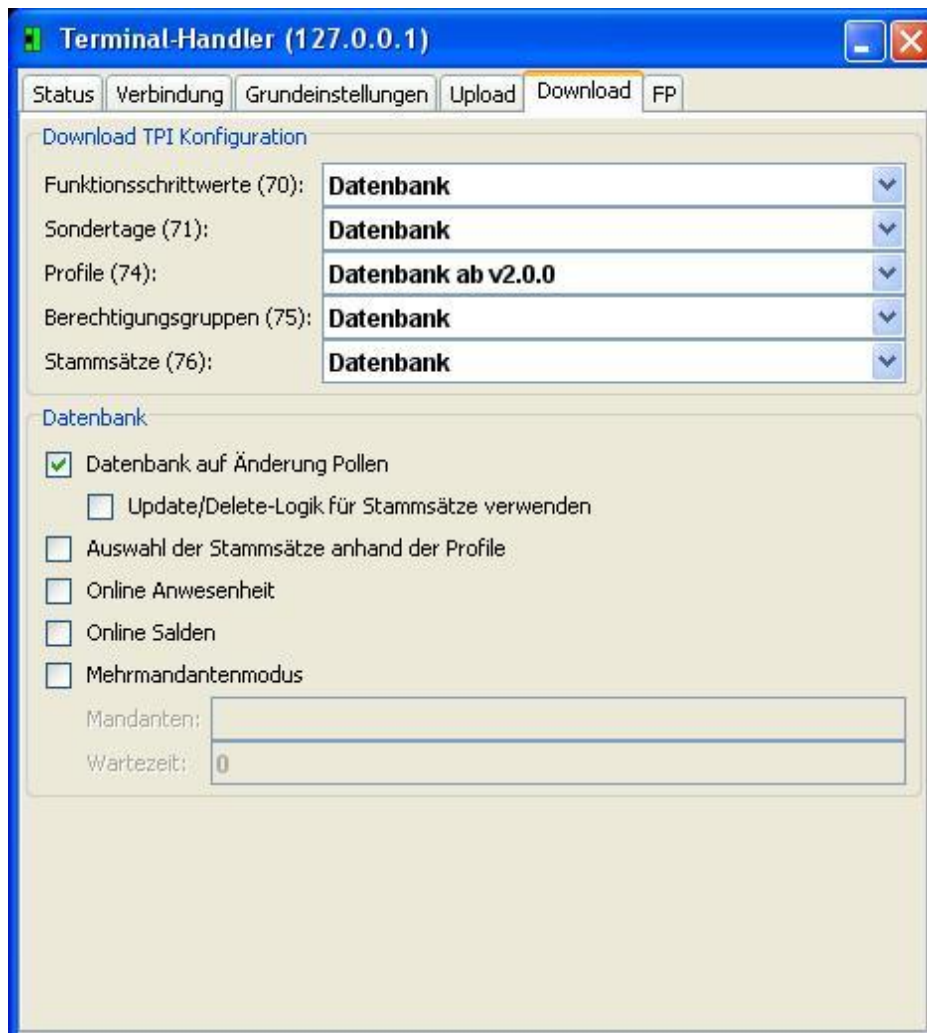 Terminal-Handler (127.0.0.1)
Status Verbindung Grundeinstellungen Upload Download FP
Download TPI Konfiguration
Funktionsschrittwerte (70): Datenbank
Sondertage (71): Datenbank
Profile (74): Datenbank ab v2.0.0
Berechtigungsgruppen (75): Datenbank
Stammsätze (76): Datenbank
Datenbank
Datenbank auf Änderung Pollen
Update/Delete-Logik für Stammsätze verwenden
Auswahl der Stammsätze anhand der Profile
Online Anwesenheit
Online Salden
Mehrmandantenmodus
Mandanten:
Wartezeit: 0